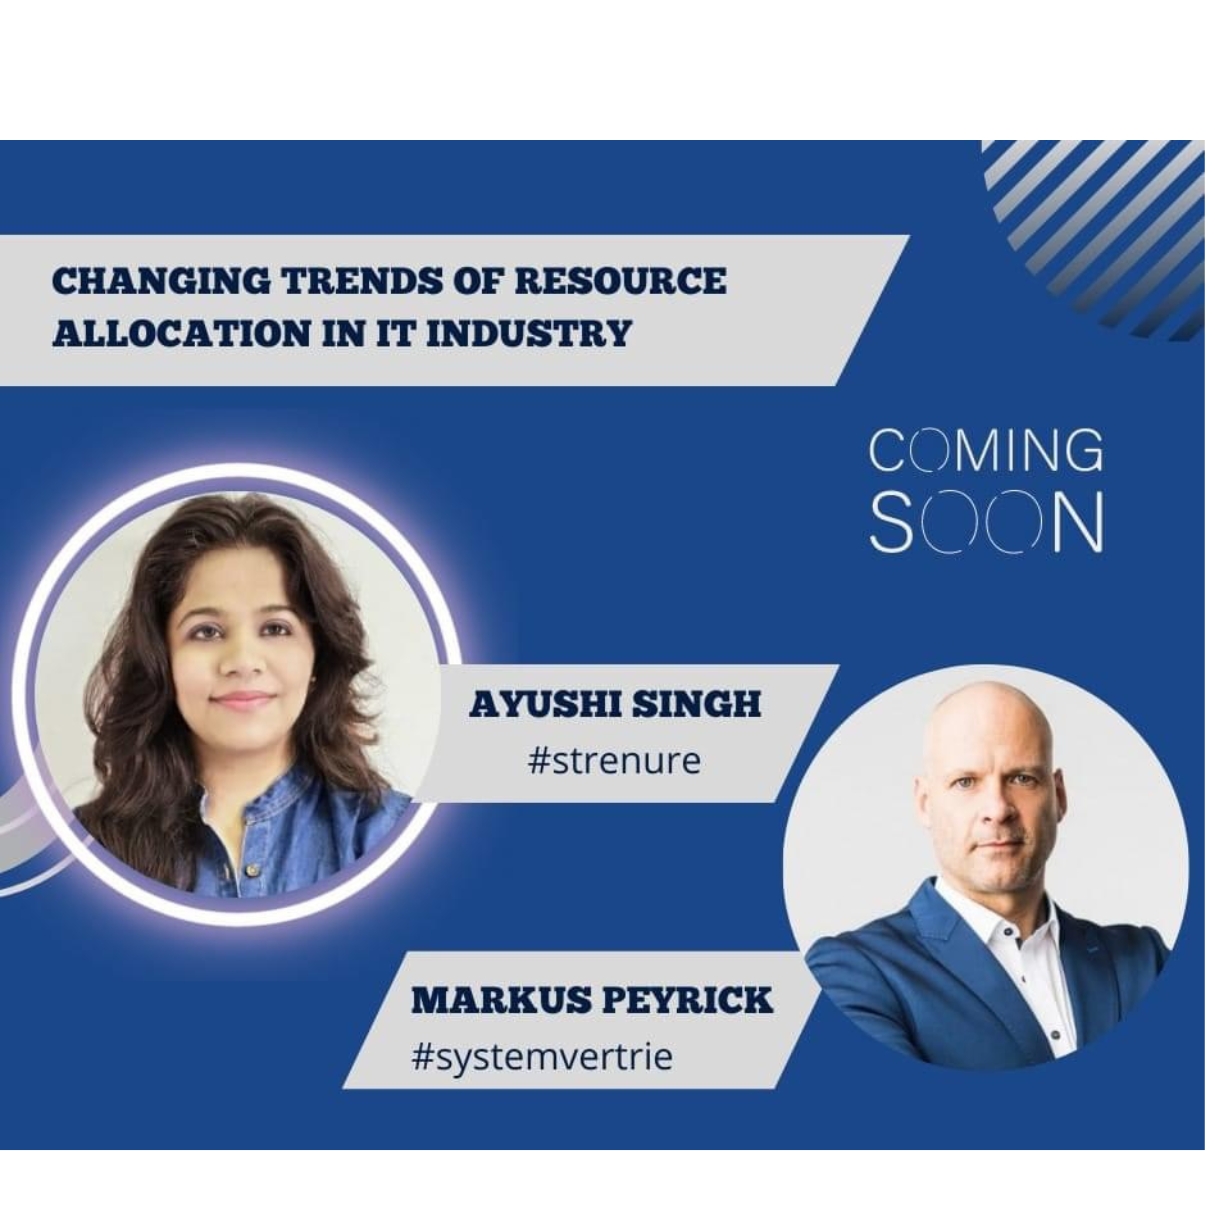 CHANGING TRENDS OF RESOURCE
ALLOCATION IN IT INDUSTRY
COMING
SOON
AYUSHI SINGH
#strenure
MARKUS PEYRICK
#systemvertrie